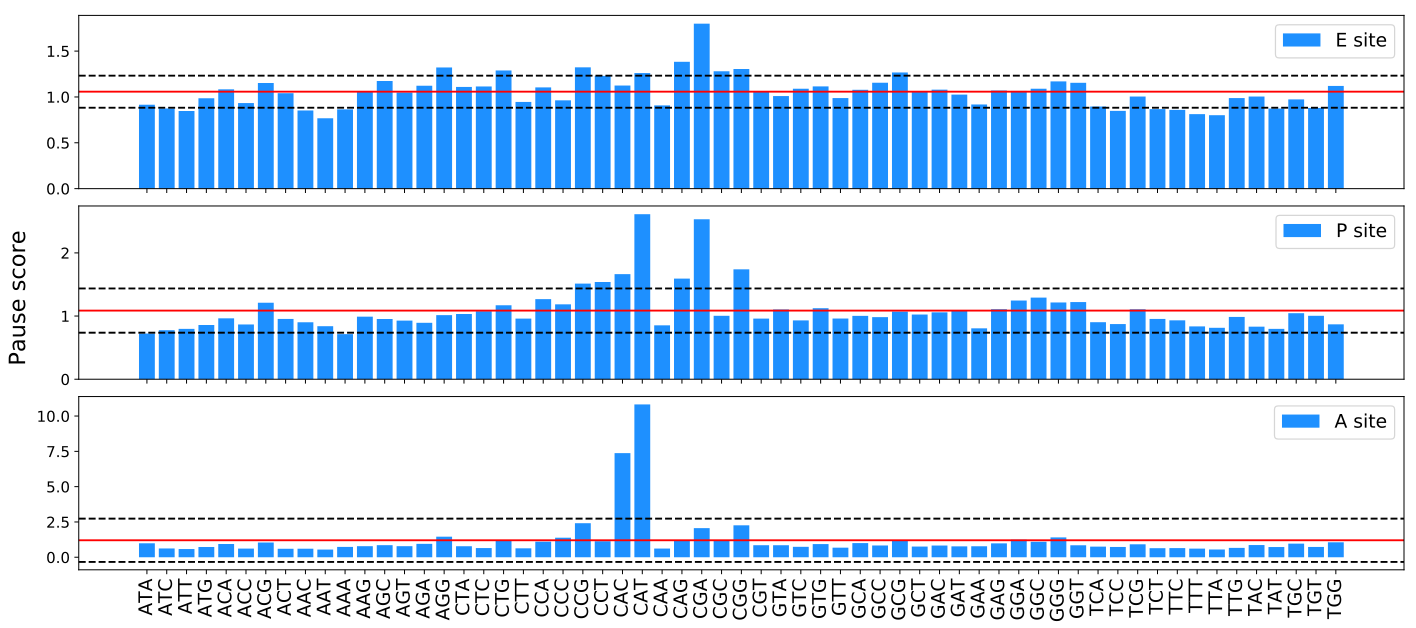 Pause score
E site
1.5
1.0
0.5
0.0
P site
2
1
0
A site
10.0
7.5
5.0
2.5
0.0
ATA ATC ATT ATG ACA ACC ACG ACT AAC AAT AAA AAG AGC AGT AGA AGG CTA CTC CTG CTT CCA CCC CCG CCT CAC CAT CAA CAG CGA CGC CGG CGT GTA GTC GTG GTT GCA GCC GCG GCT GAC GAT GAA GAG GGA GGC GGG GGT TCA TCC TCG TCT TTC TTT TTA TTG TAC TAT TGC TGT TGG